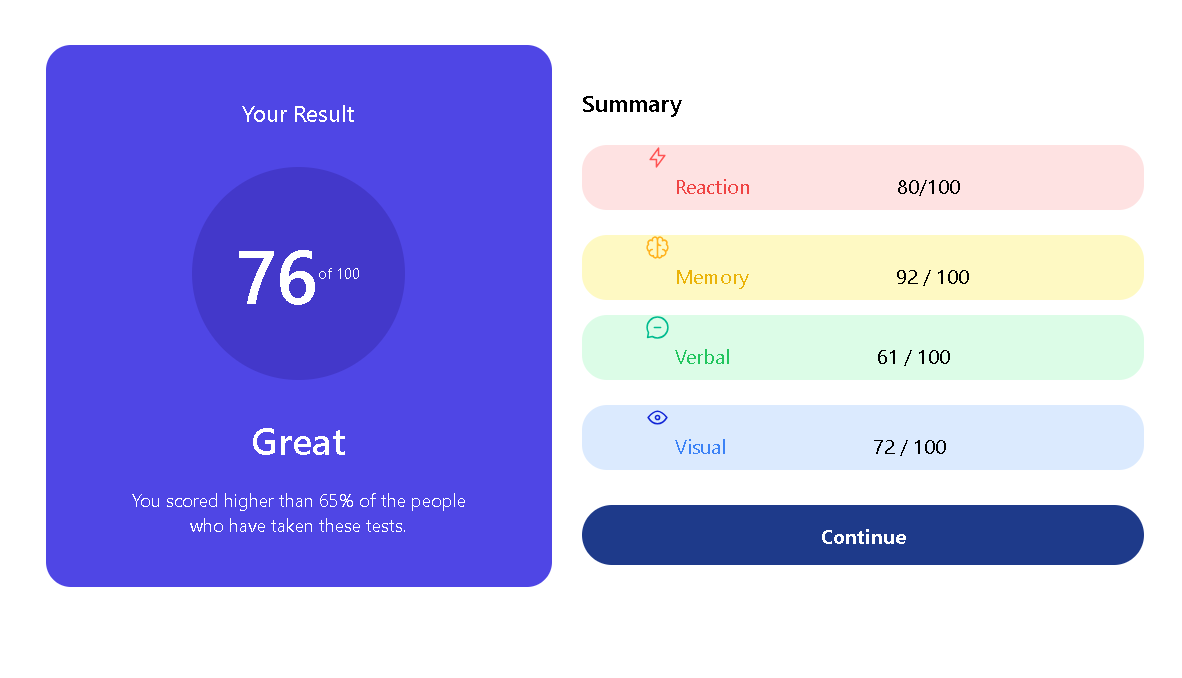 Your Result
76 of 100
Great
You scored higher than 65% of the people
who have taken these tests.
Summary
Reaction 80/100
Memory 92 / 100
Verbal 61 / 100
Visual 72 / 100
Continue